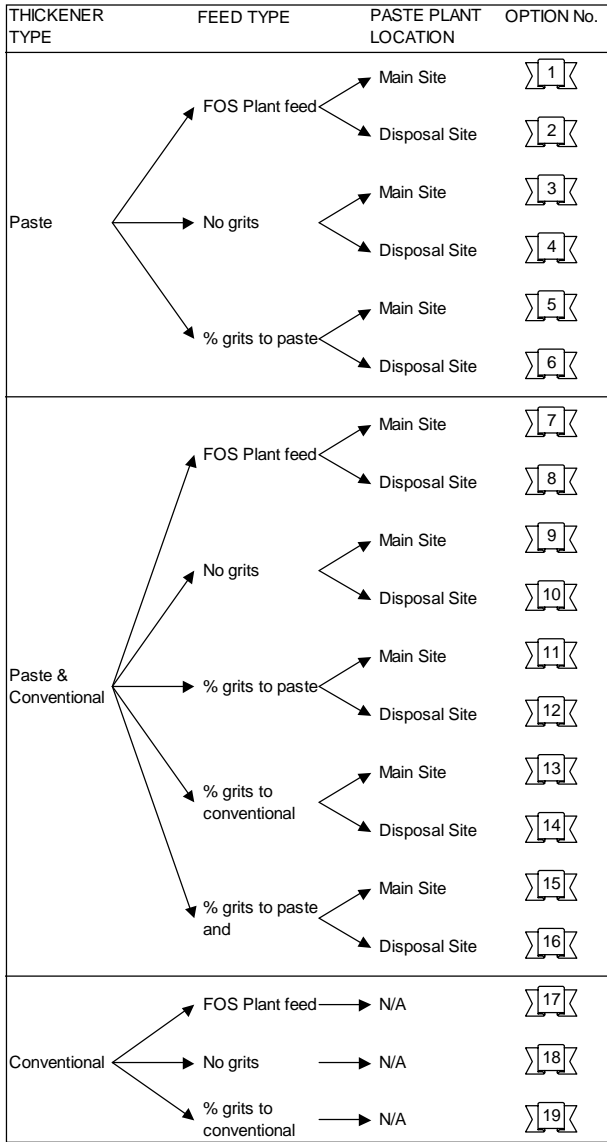 THICKENER TYPE FEED TYPE PASTE PLANT LOCATION OPTION No.
FOS Plant feed
Main Site 1
Disposal Site 2
Paste
No grits
Main Site 3
Disposal Site 4
% grits to paste
Main Site 5
Disposal Site 6
FOS Plant feed
Main Site 7
Disposal Site 8
No grits
Main Site 9
Disposal Site 10
Paste &
Conventional
% grits to paste
Main Site 11
Disposal Site 12
% grits to
conventional
Main Site 13
Disposal Site 14
% grits to paste
and
Main Site 15
Disposal Site 16
FOS Plant feed N/A 17
Conventional No grits N/A 18
% grits to
conventional N/A 19